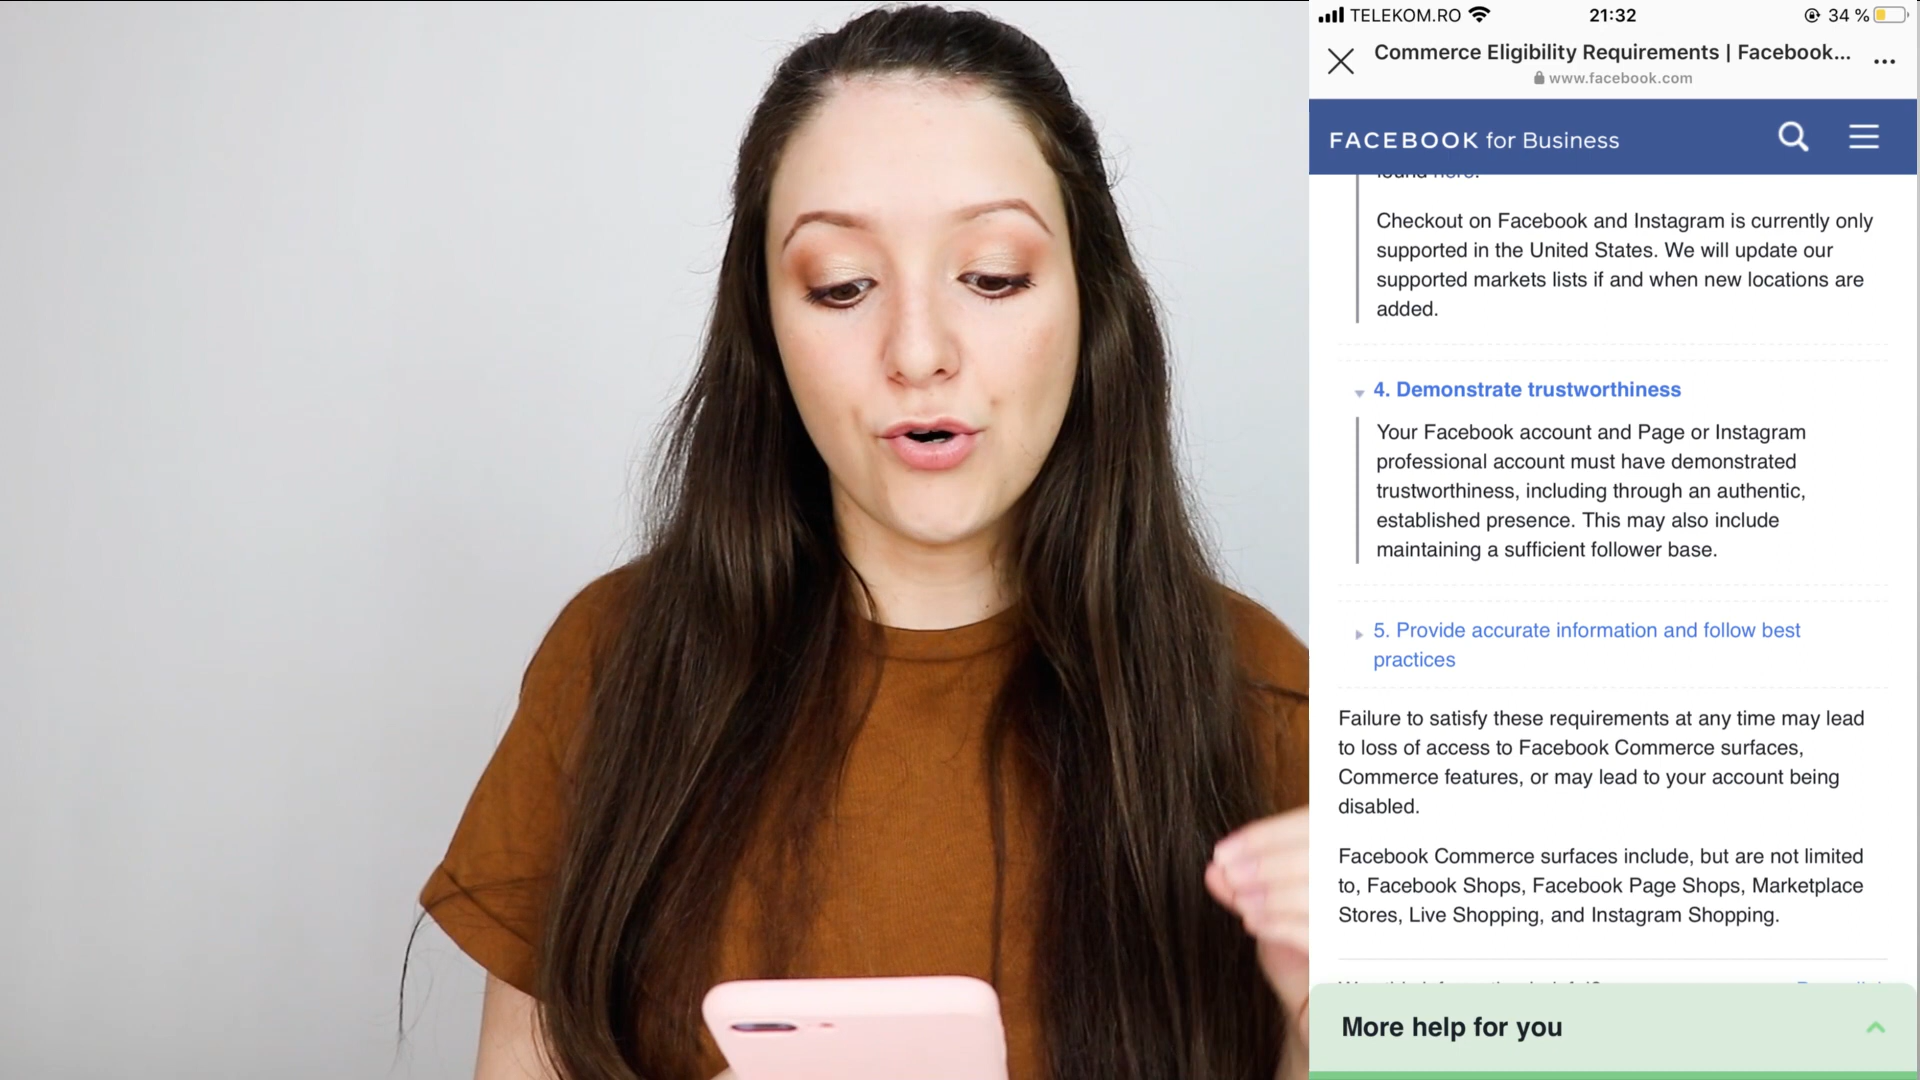 TELEKOM.RO
21:32
34 %
Commerce Eligibility Requirements | Facebook...
www.facebook.com
FACEBOOK for Business
found here.
Checkout on Facebook and Instagram is currently only
supported in the United States. We will update our
supported markets lists if and when new locations are
added.
4. Demonstrate trustworthiness
Your Facebook account and Page or Instagram
professional account must have demonstrated
trustworthiness, including through an authentic,
established presence. This may also include
maintaining a sufficient follower base.
5. Provide accurate information and follow best
practices
Failure to satisfy these requirements at any time may lead
to loss of access to Facebook Commerce surfaces,
Commerce features, or may lead to your account being
disabled.
Facebook Commerce surfaces include, but are not limited
to, Facebook Shops, Facebook Page Shops, Marketplace
Stores, Live Shopping, and Instagram Shopping.
More help for you